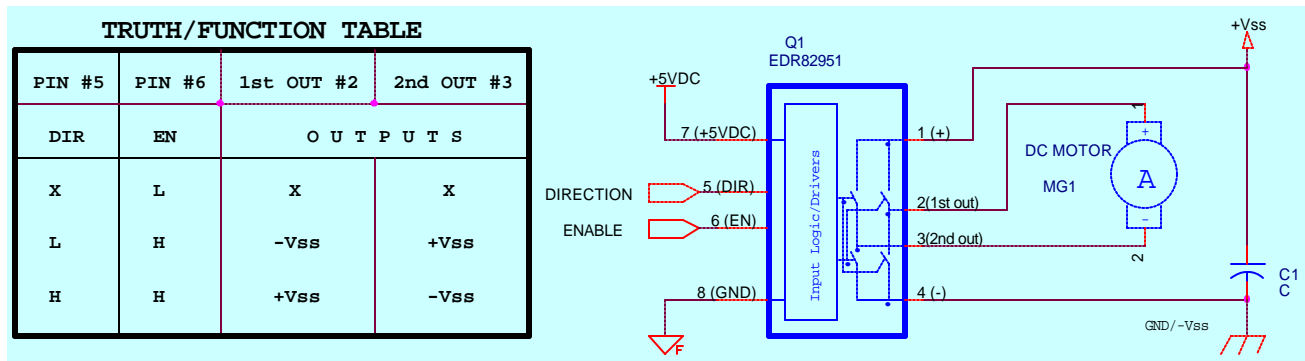 TRUTH/FUNCTION TABLE
PIN #5 PIN #6 1st OUT #2 2nd OUT #3
DIR EN O U T P U T S
X L X X
L H -Vss +Vss
H H +Vss -Vss
Q1
EDR82951
+5VDC
7 (+5VDC)
DIRECTION
5 (DIR)
ENABLE
6 (EN)
8 (GND)
F
Input Logic/Drivers
1 (+)
2(1st out)
3(2nd out)
4 (-)
+Vss
1
DC MOTOR
MG1
+
A
-
2
C1
C
GND/-Vss